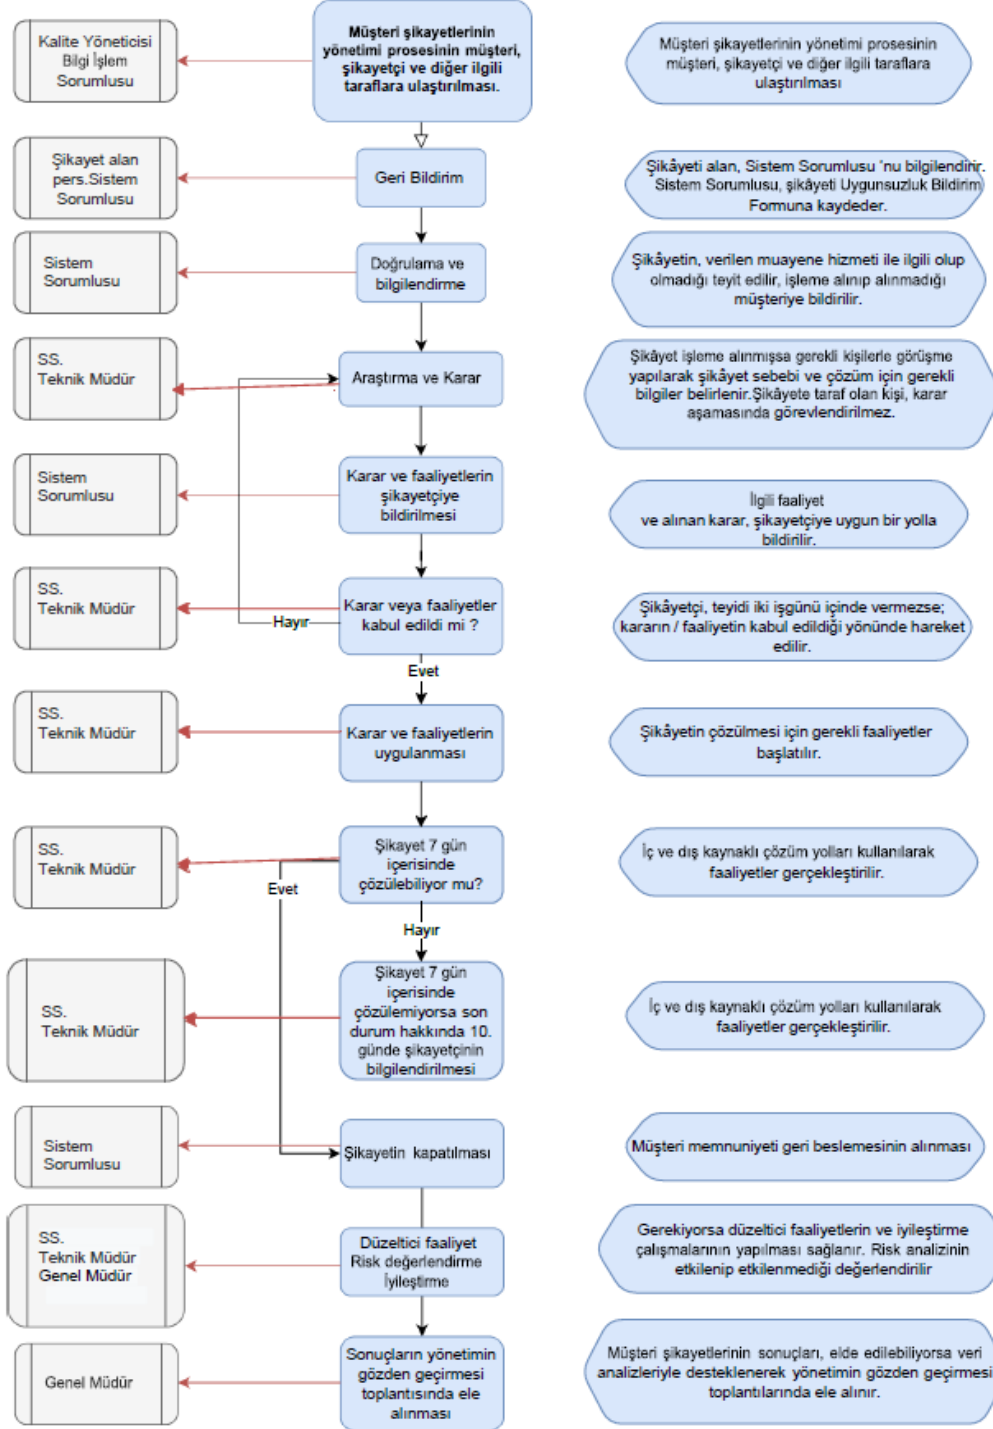 Kalite Yöneticisi
Bilgi İşlem
Sorumlusu
Müşteri şikayetlerinin
yönetimi prosesinin müşteri,
şikayetçi ve diğer ilgili
taraflara ulaştırılması.
Müşteri şikayetlerinin yönetimi prosesinin
müşteri, şikayetçi ve diğer ilgili taraflara
ulaştırılması
Şikayet alan
pers.Sistem
Sorumlusu
Geri Bildirim
Şikâyeti alan, Sistem Sorumlusu 'nu bilgilendirir.
Sistem Sorumlusu, şikâyeti Uygunsuzluk Bildirim
Formuna kaydeder.
Sistem
Sorumlusu
Doğrulama ve
bilgilendirme
Şikâyetin, verilen muayene hizmeti ile ilgili olup
olmadığı teyit edilir, işleme alınıp alınmadığı
müşteriye bildirilir.
SS.
Teknik Müdür
Araştırma ve Karar
Şikâyet işleme alınmışsa gerekli kişilerle görüşme
yapılarak şikâyet sebebi ve çözüm için gerekli
bilgiler belirlenir.Şikâyete taraf olan kişi, karar
aşamasında görevlendirilmez.
Sistem
Sorumlusu
Karar ve faaliyetlerin
şikayetçiye
bildirilmesi
İlgili faaliyet
ve alınan karar, şikayetçiye uygun bir yolla
bildirilir.
SS.
Teknik Müdür
Karar veya faaliyetler
kabul edildi mi ?
Hayır
Şikâyetçi, teyidi iki işgünü içinde vermezse;
kararın / faaliyetin kabul edildiği yönünde hareket
edilir.
Evet
SS.
Teknik Müdür
Karar ve faaliyetlerin
uygulanması
Şikâyetin çözülmesi için gerekli faaliyetler
başlatılır.
SS.
Teknik Müdür
Şikayet 7 gün
içerisinde
çözülebiliyor mu?
Evet
İç ve dış kaynaklı çözüm yolları kullanılarak
faaliyetler gerçekleştirilir.
Hayır
SS.
Teknik Müdür
Şikayet 7 gün
içerisinde
çözülemiyorsa son
durum hakkında 10.
günde şikayetçinin
bilgilendirilmesi
İç ve dış kaynaklı çözüm yolları kullanılarak
faaliyetler gerçekleştirilir.
Sistem
Sorumlusu
Şikayetin kapatılması
Müşteri memnuniyeti geri beslemesinin alınması
SS.
Teknik Müdür
Genel Müdür
Düzeltici faaliyet
Risk değerlendirme
İyileştirme
Gerekiyorsa düzeltici faaliyetlerin ve iyileştirme
çalışmalarının yapılması sağlanır. Risk analizinin
etkilenip etkilenmediği değerlendirilir
Genel Müdür
Sonuçların yönetimin
gözden geçirmesi
toplantısında ele
alınması
Müşteri şikayetlerinin sonuçları, elde edilebiliyorsa veri
analizleriyle desteklenerek yönetimin gözden geçirmesi
toplantılarında ele alınır.